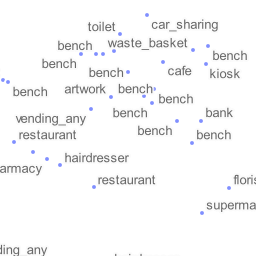 car_sharing
toilet
waste_basket
bench
bench
bench
bench
cafe
kiosk
bench
artwork
bench
bench
vending_any
bench
bank
bench
bench
restaurant
hairdresser
armacy
restaurant
floris
superma
ding_any